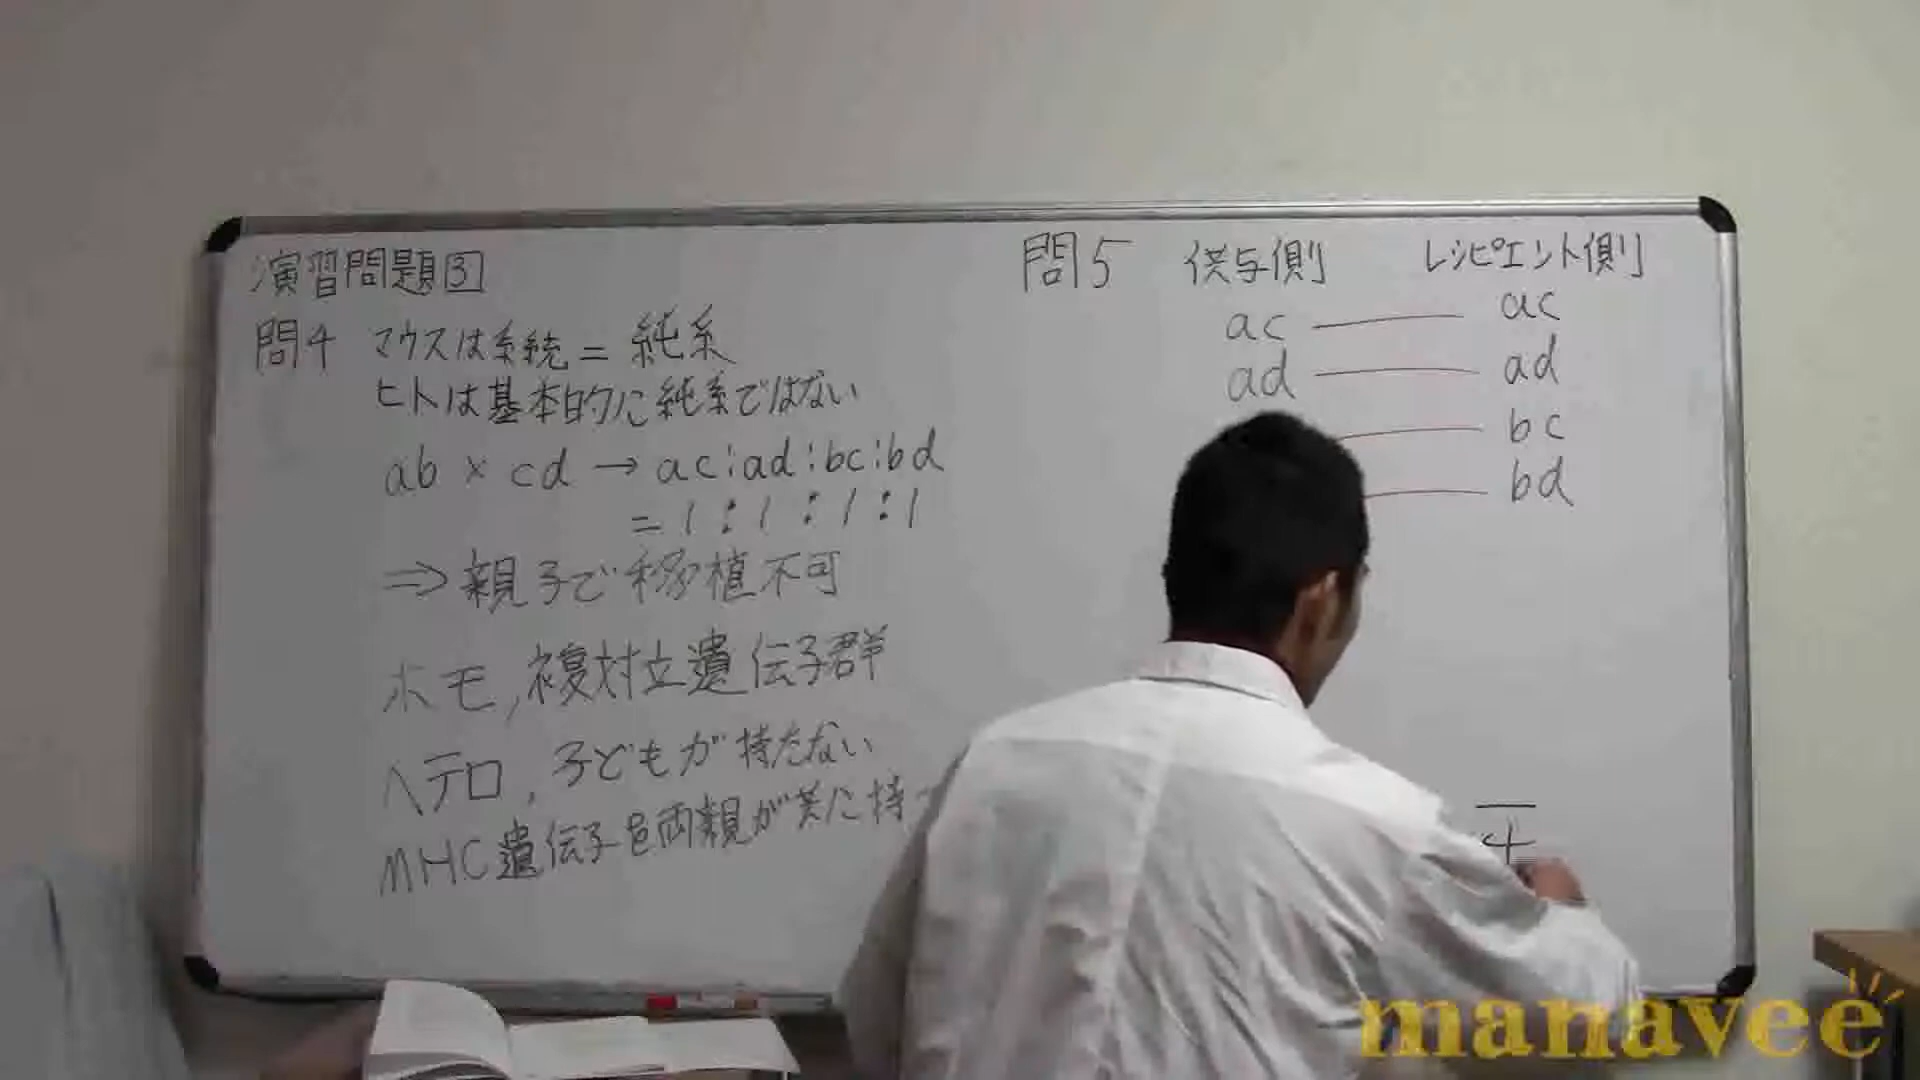 演習問題3
問4 マウスは系統=純系
ヒトは基本的に純系ではない
ab × cd → ac:ad:bc:bd
= 1:1:1:1
⇒ 親子で移植不可
ホモ,複対立遺伝子群
ヘテロ,子どもが持たない
MHC遺伝子を両親が共に持
問5 供与側 レシピエント側
ac ac
ad ad
bc
bd
4
manavee